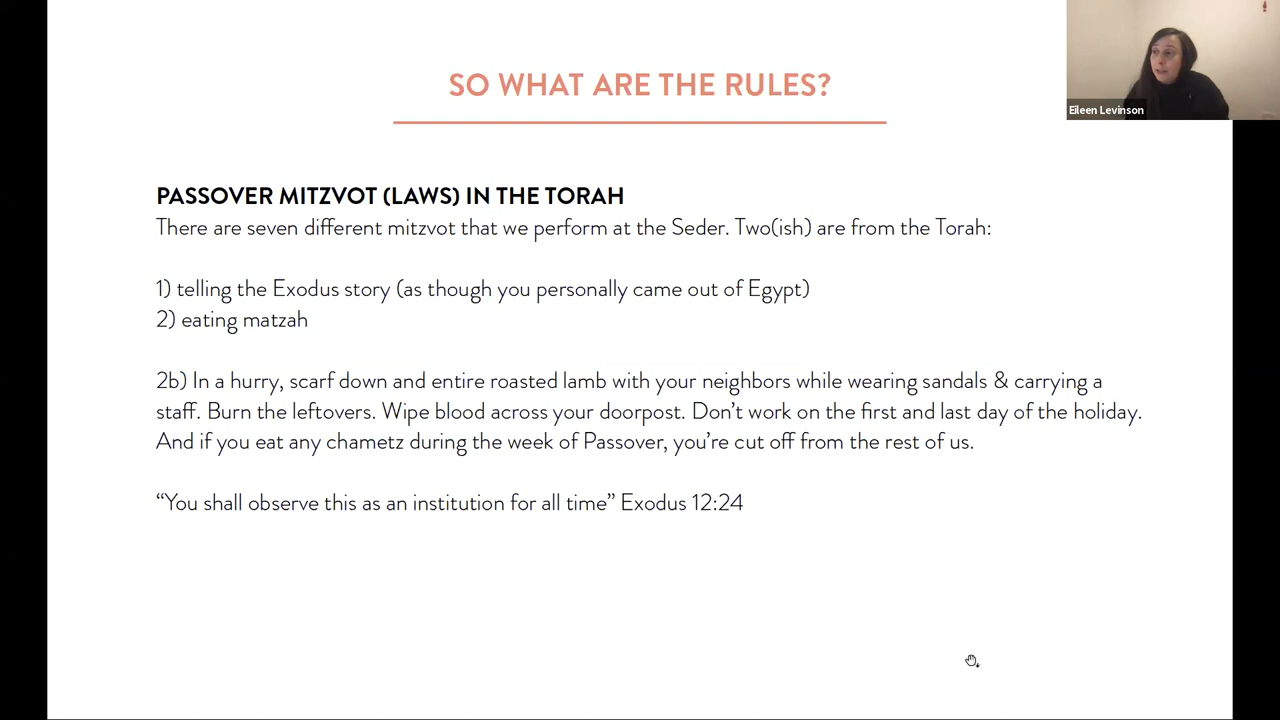 SO WHAT ARE THE RULES?
Eileen Levinson
PASSOVER MITZVOT (LAWS) IN THE TORAH
There are seven different mitzvot that we perform at the Seder. Two(ish) are from the Torah:
1) telling the Exodus story (as though you personally came out of Egypt)
2) eating matzah
2b) In a hurry, scarf down and entire roasted lamb with your neighbors while wearing sandals & carrying a
staff. Burn the leftovers. Wipe blood across your doorpost. Don’t work on the first and last day of the holiday.
And if you eat any chametz during the week of Passover, you’re cut off from the rest of us.
“You shall observe this as an institution for all time” Exodus 12:24